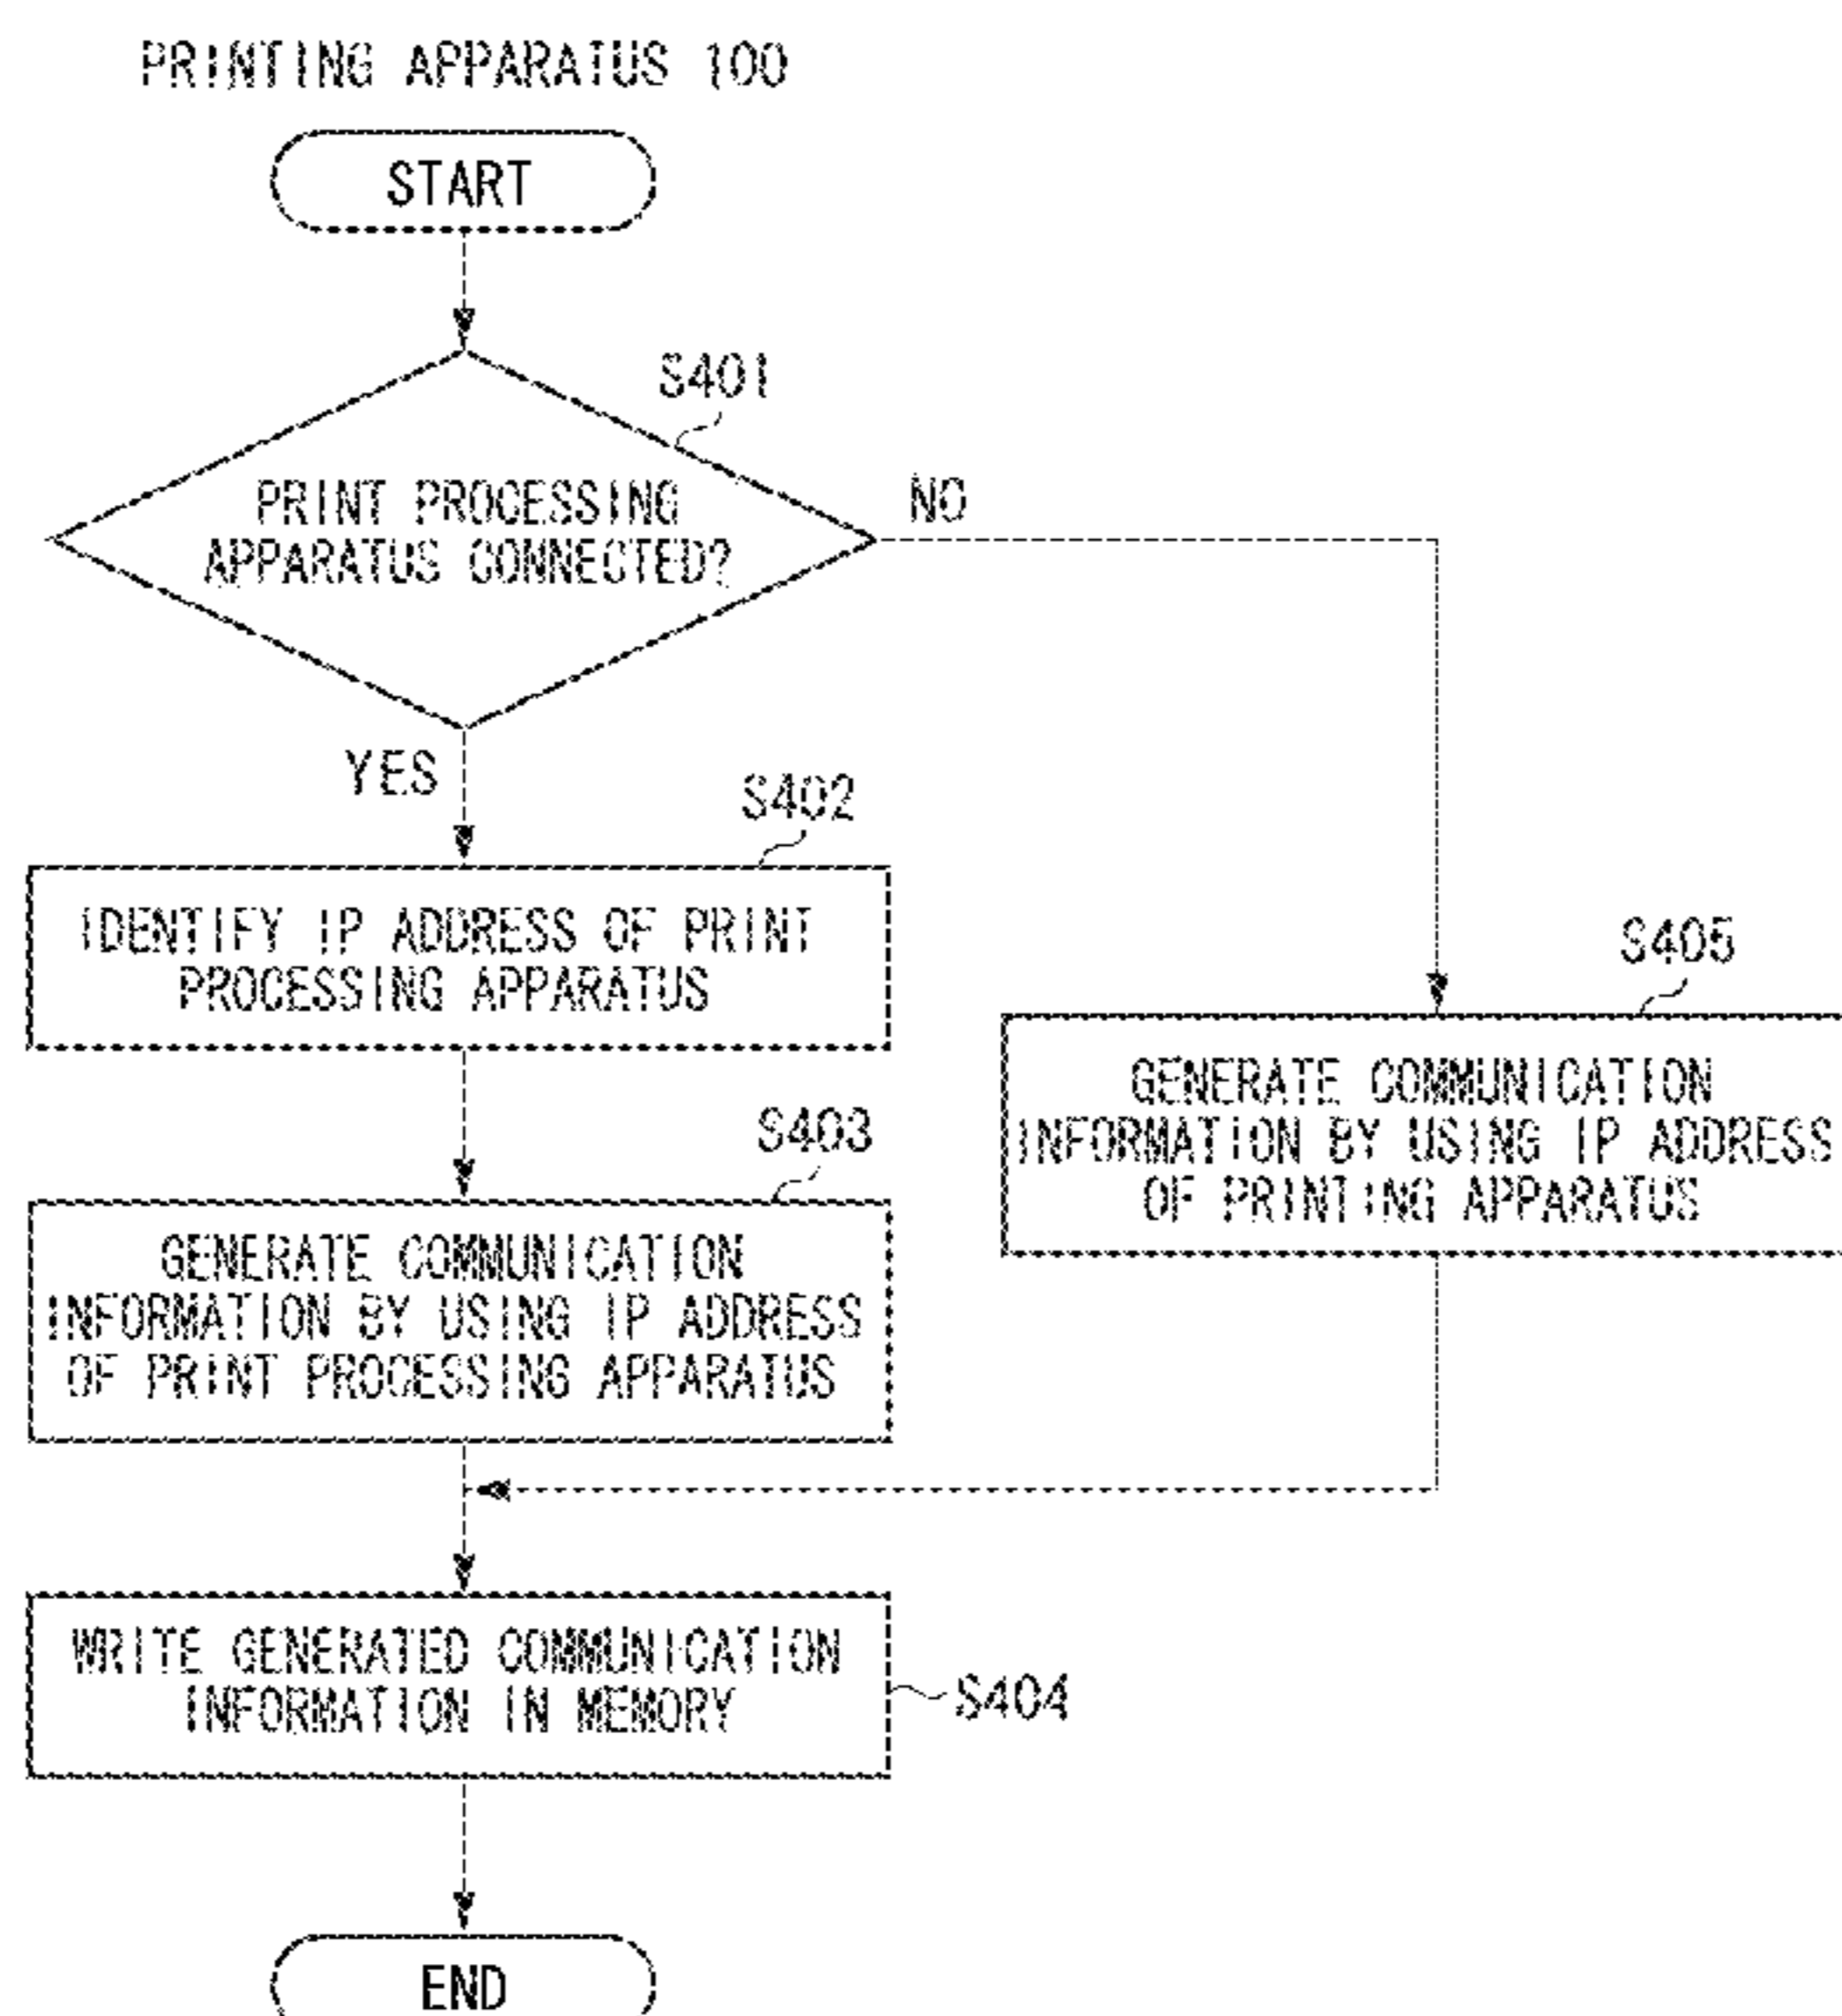 PRINTING APPARATUS 100
START
S401
PRINT PROCESSING
APPARATUS CONNECTED?
NO
YES
S402
IDENTIFY IP ADDRESS OF PRINT
PROCESSING APPARATUS
S403
GENERATE COMMUNICATION
INFORMATION BY USING IP ADDRESS
OF PRINT PROCESSING APPARATUS
S405
GENERATE COMMUNICATION
INFORMATION BY USING IP ADDRESS
OF PRINTING APPARATUS
WRITE GENERATED COMMUNICATION
INFORMATION IN MEMORY
S404
END